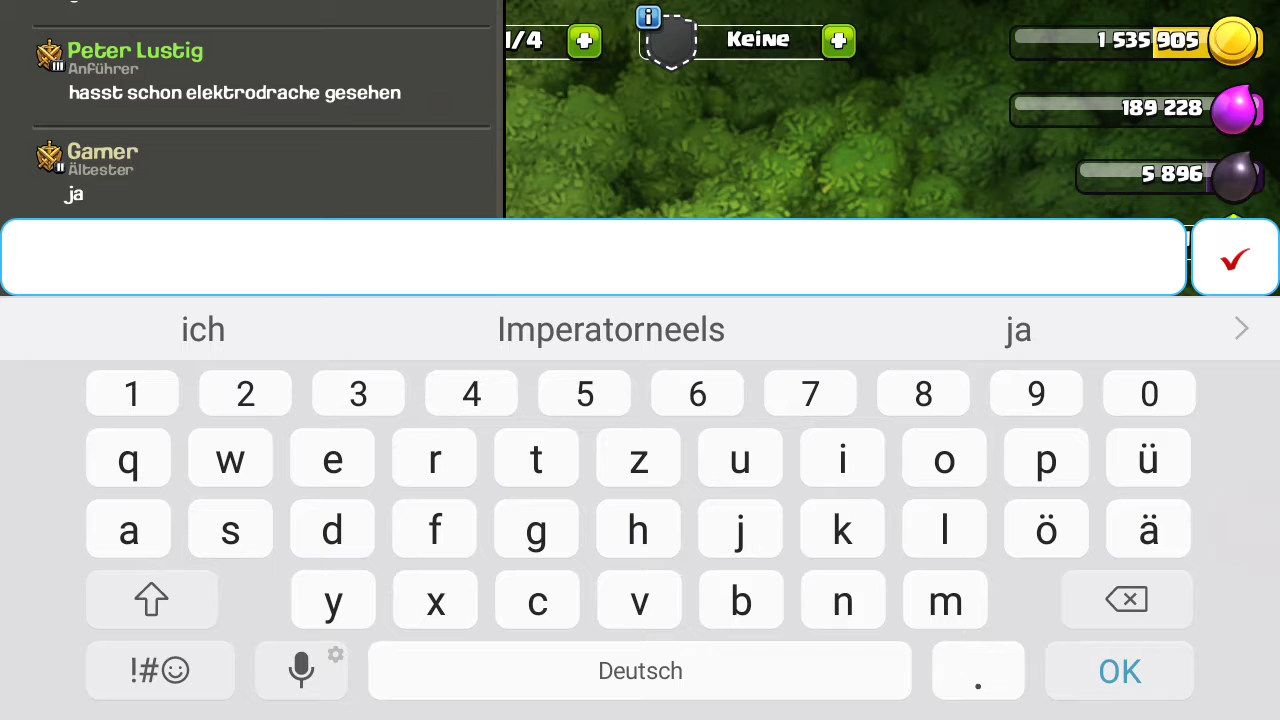 Peter Lustig
Anführer
hasst schon elektrodrache gesehen
Gamer
Ältester
ja
1/4
Keine
1 535 905
189 228
5 896
ich Imperatorneels ja
1 2 3 4 5 6 7 8 9 0
q w e r t z u i o p ü
a s d f g h j k l ö ä
y x c v b n m
!#☺ Deutsch . OK